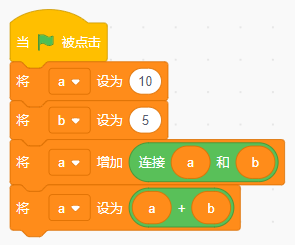 当 被点击
将 a 设为 10
将 b 设为 5
将 a 增加 连接 a 和 b
将 a 设为 a + b